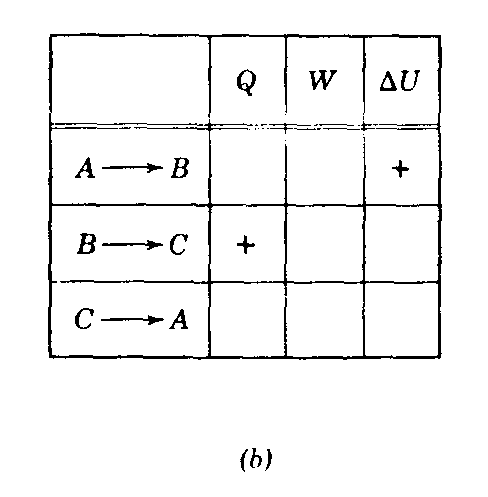 Q W ΔU
A ⟶ B +
B ⟶ C +
C ⟶ A
(b)